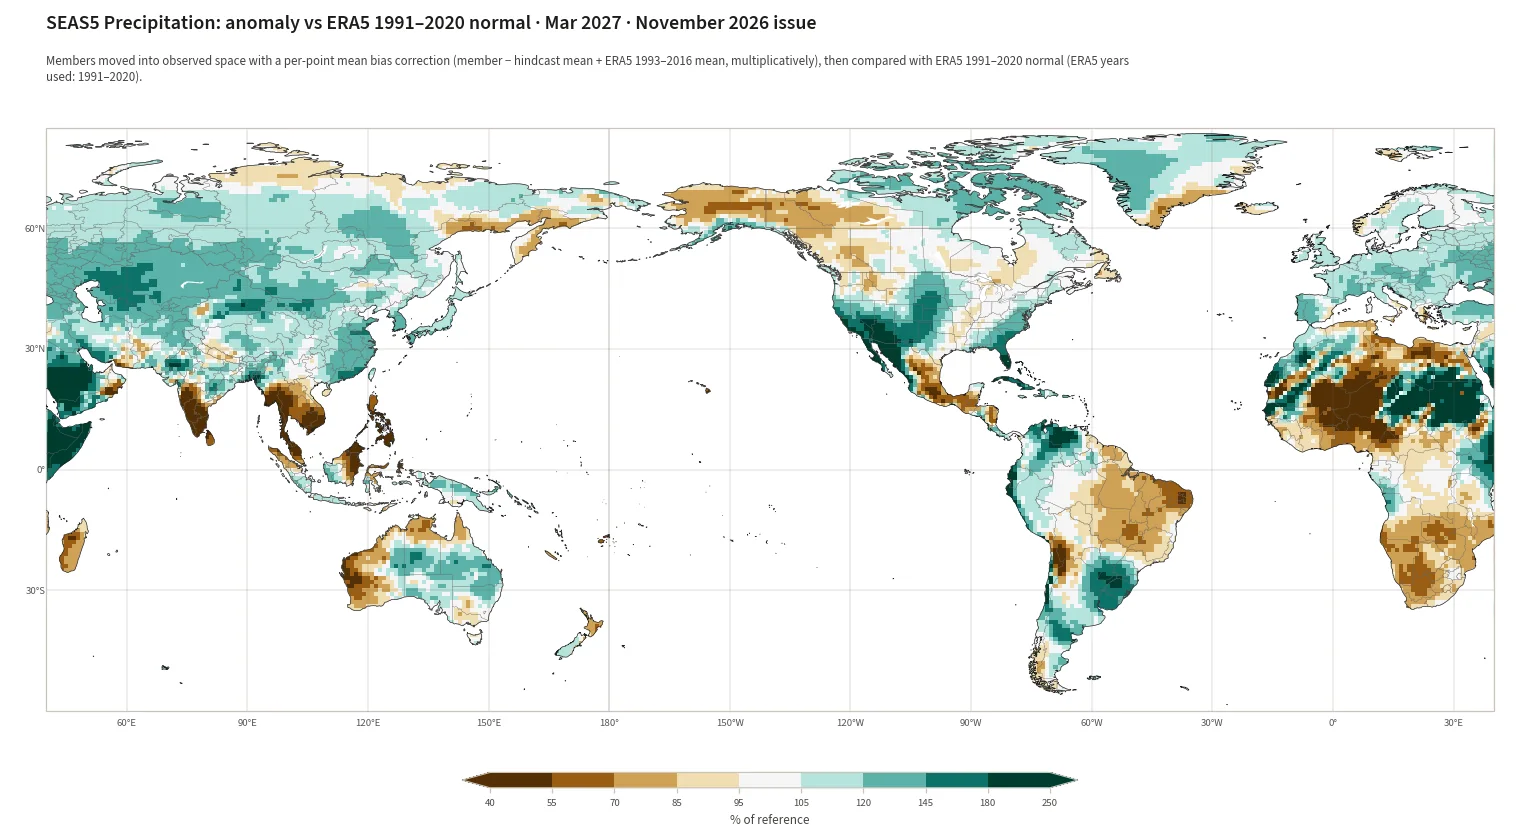 SEAS5 Precipitation: anomaly vs ERA5 1991–2020 normal · Mar 2027 · November 2026 issue
Members moved into observed space with a per-point mean bias correction (member − hindcast mean + ERA5 1993–2016 mean, multiplicatively), then compared with ERA5 1991–2020 normal (ERA5 years
used: 1991–2020).
60°N
30°N
0°
30°S
60°E 90°E 120°E 150°E 180° 150°W 120°W 90°W 60°W 30°W 0° 30°E
40 55 70 85 95 105 120 145 180 250
% of reference